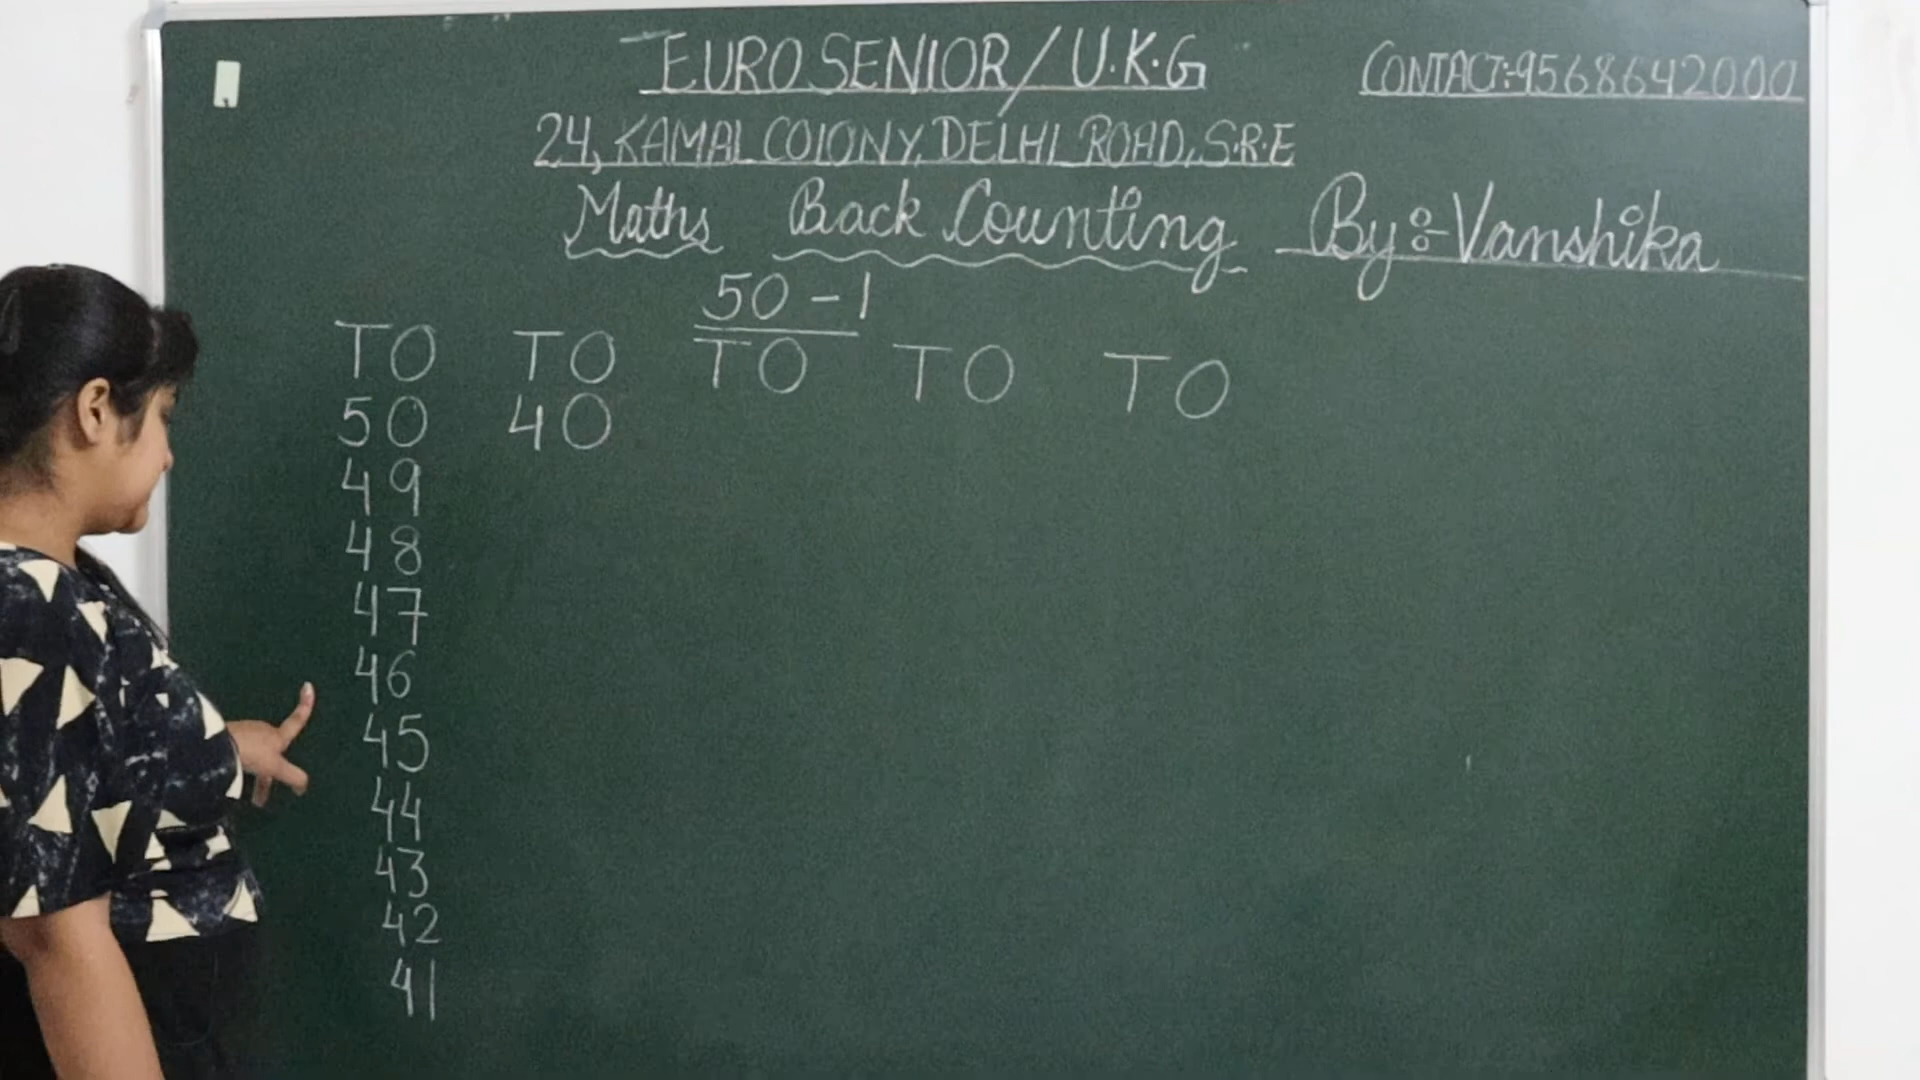 EURO SENIOR/U.K.G
CONTACT:-9568642000
24, KAMAL COLONY, DELHI ROAD, S.R.E
Maths Back Counting By:-Vanshika
50-1
TO TO TO TO TO
50 40
49
48
47
46
45
44
43
42
41